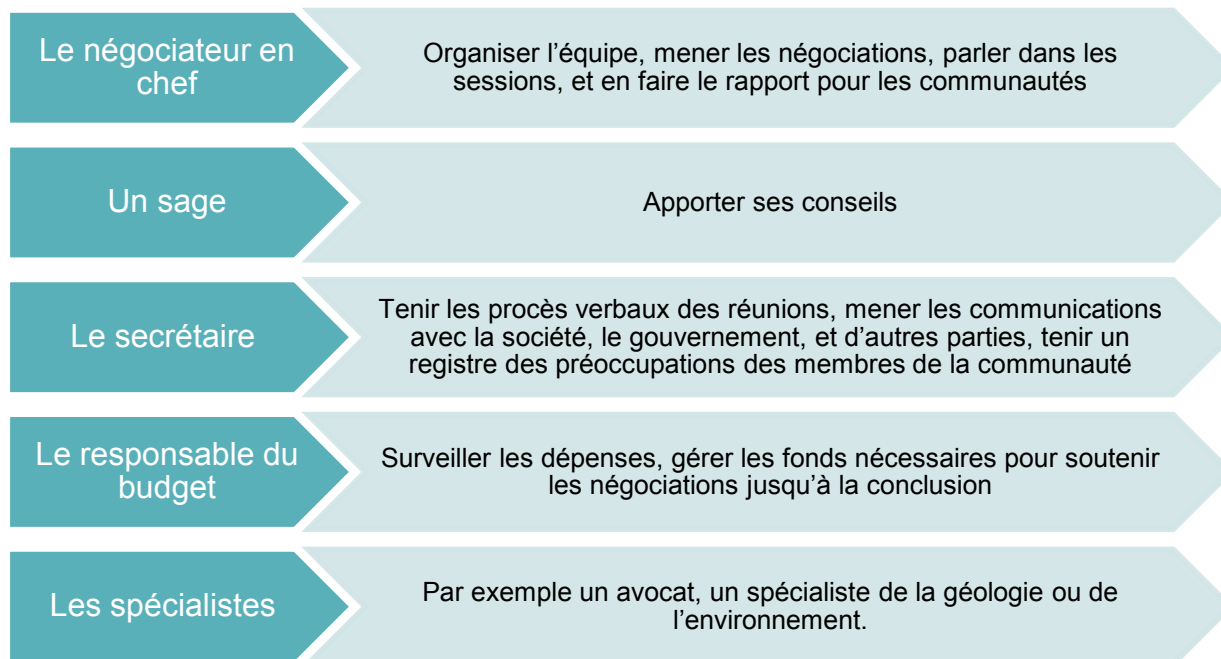 Le négociateur en
chef
Organiser l’équipe, mener les négociations, parler dans les
sessions, et en faire le rapport pour les communautés
Un sage
Apporter ses conseils
Le secrétaire
Tenir les procès verbaux des réunions, mener les communications
avec la société, le gouvernement, et d’autres parties, tenir un
registre des préoccupations des membres de la communauté
Le responsable du
budget
Surveiller les dépenses, gérer les fonds nécessaires pour soutenir
les négociations jusqu’à la conclusion
Les spécialistes
Par exemple un avocat, un spécialiste de la géologie ou de
l’environnement.